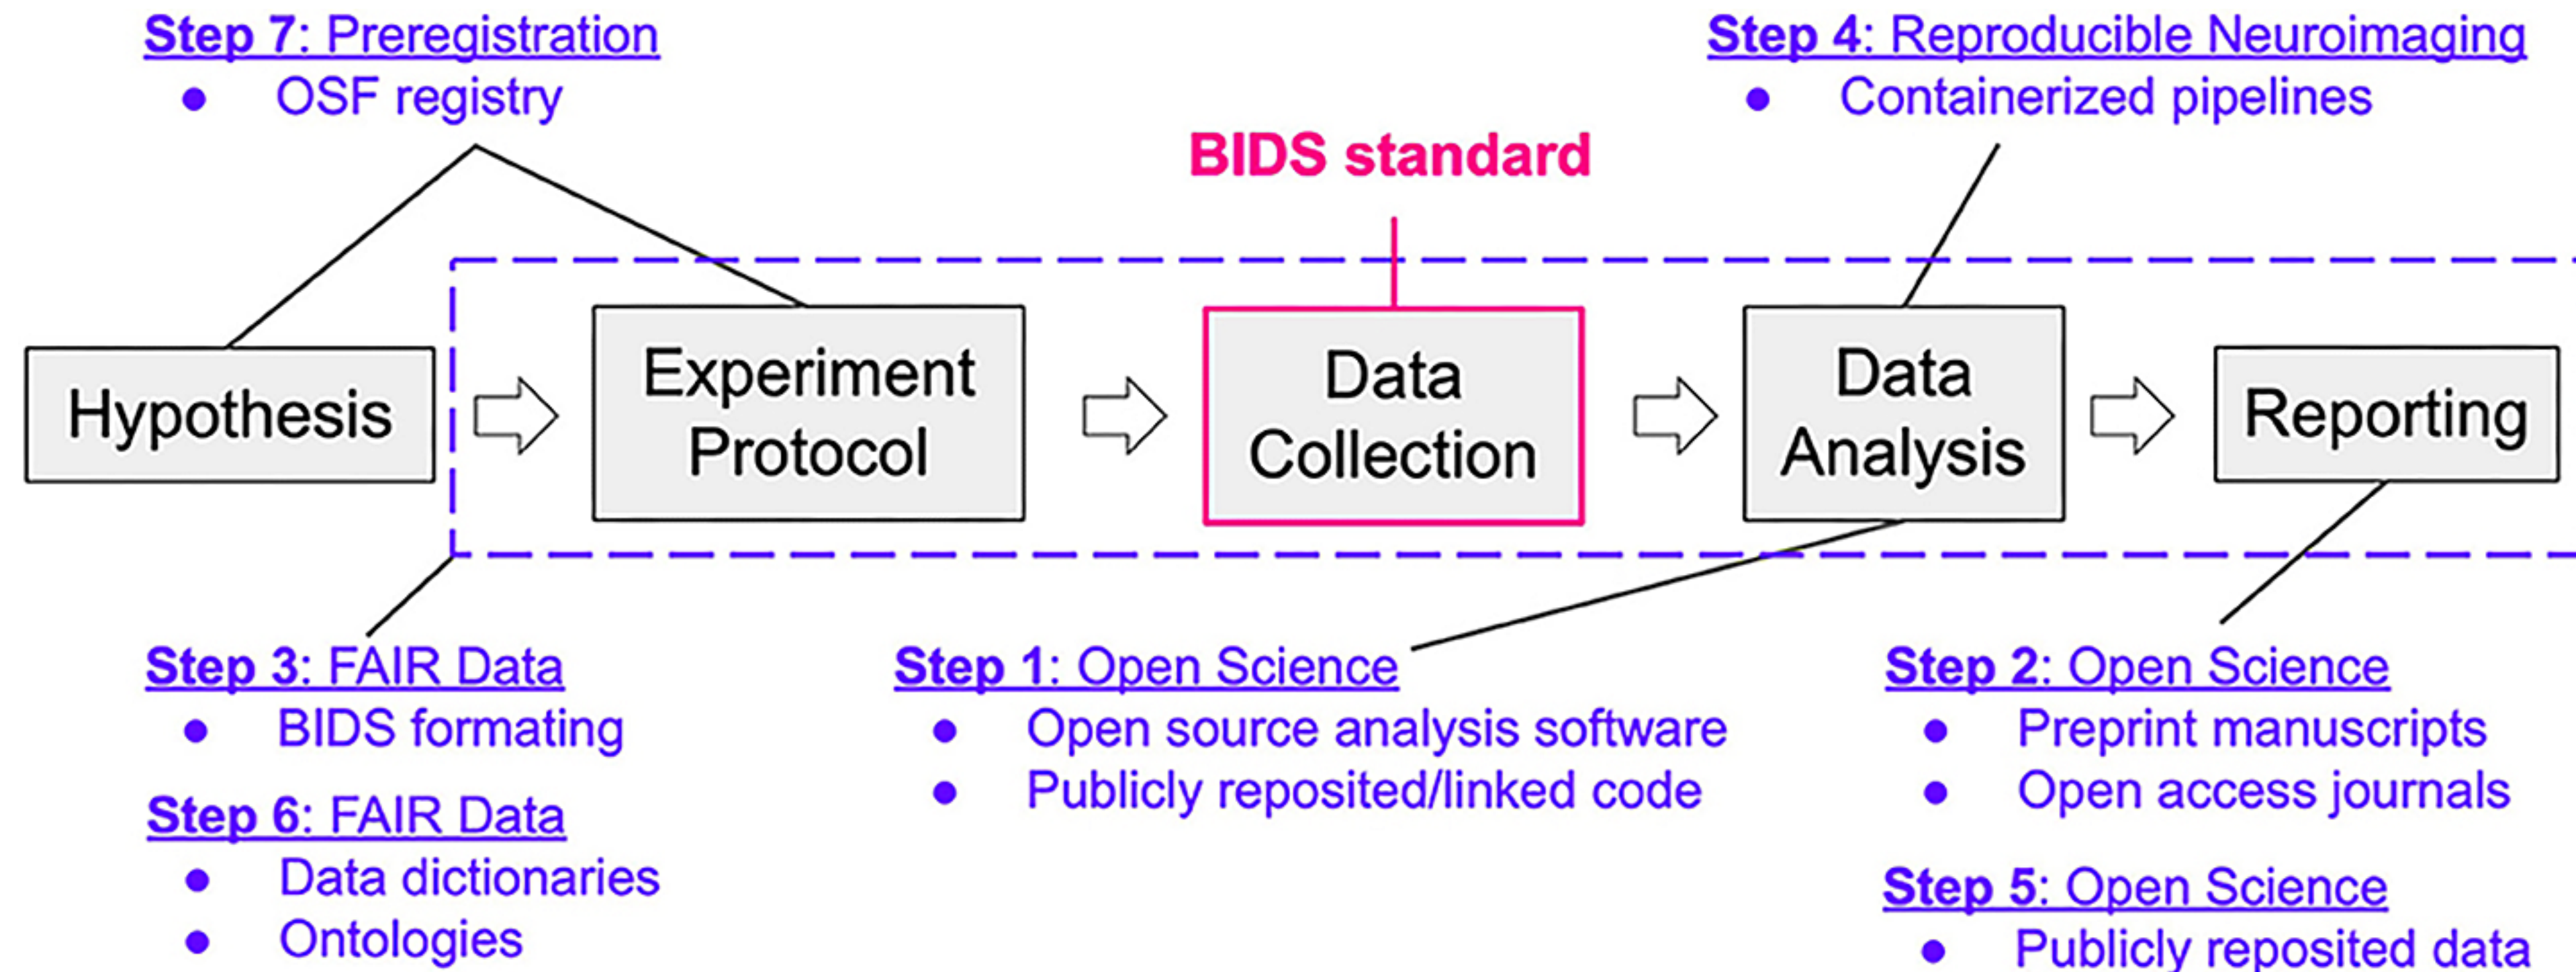 Step 7: Preregistration
• OSF registry
Step 4: Reproducible Neuroimaging
• Containerized pipelines
BIDS standard
Hypothesis
Experiment
Protocol
Data
Collection
Data
Analysis
Reporting
Step 3: FAIR Data
• BIDS formating
Step 6: FAIR Data
• Data dictionaries
• Ontologies
Step 1: Open Science
• Open source analysis software
• Publicly reposited/linked code
Step 2: Open Science
• Preprint manuscripts
• Open access journals
Step 5: Open Science
• Publicly reposited data